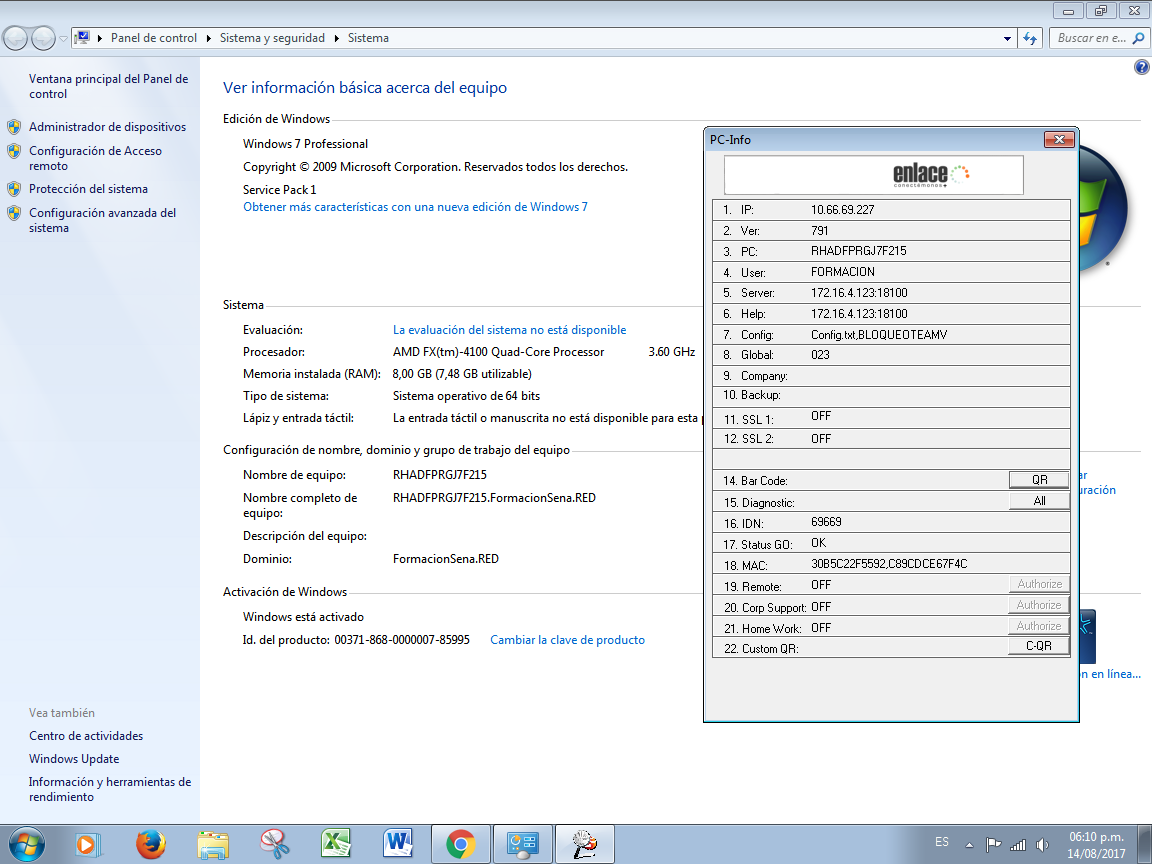 Panel de control
Sistema y seguridad
Sistema
Buscar en e...
Ventana principal del Panel de
control
Administrador de dispositivos
Configuración de Acceso
remoto
Protección del sistema
Configuración avanzada del
sistema
Vea también
Centro de actividades
Windows Update
Información y herramientas de
rendimiento
Ver información básica acerca del equipo
Edición de Windows
Windows 7 Professional
Copyright © 2009 Microsoft Corporation. Reservados todos los derechos.
Service Pack 1
Obtener más características con una nueva edición de Windows 7
Sistema
Evaluación: La evaluación del sistema no está disponible
Procesador: AMD FX(tm)-4100 Quad-Core Processor 3.60 GHz
Memoria instalada (RAM): 8,00 GB (7,48 GB utilizable)
Tipo de sistema: Sistema operativo de 64 bits
Lápiz y entrada táctil: La entrada táctil o manuscrita no está disponible para esta
Configuración de nombre, dominio y grupo de trabajo del equipo
Nombre de equipo: RHADFPRGJ7F215
Nombre completo de RHADFPRGJ7F215.FormacionSena.RED
equipo:
Descripción del equipo:
Dominio: FormacionSena.RED
Activación de Windows
Windows está activado
Id. del producto: 00371-868-0000007-85995 Cambiar la clave de producto
ar
uración
n en línea...
PC-Info
enlace
conectémonos+
1. IP: 10.66.69.227
2. Ver: 791
3. PC: RHADFPRGJ7F215
4. User: FORMACION
5. Server: 172.16.4.123:18100
6. Help: 172.16.4.123:18100
7. Config: Config.txt,BLOQUEOTEAMV
8. Global: 023
9. Company:
10. Backup:
11. SSL 1: OFF
12. SSL 2: OFF
14. Bar Code: QR
15. Diagnostic: All
16. IDN: 69669
17. Status GO: OK
18. MAC: 30B5C22F5592,C89CDCE67F4C
19. Remote: OFF Authorize
20. Corp Support: OFF Authorize
21. Home Work: OFF Authorize
22. Custom QR: C-QR
ES
06:10 p.m.
14/08/2017